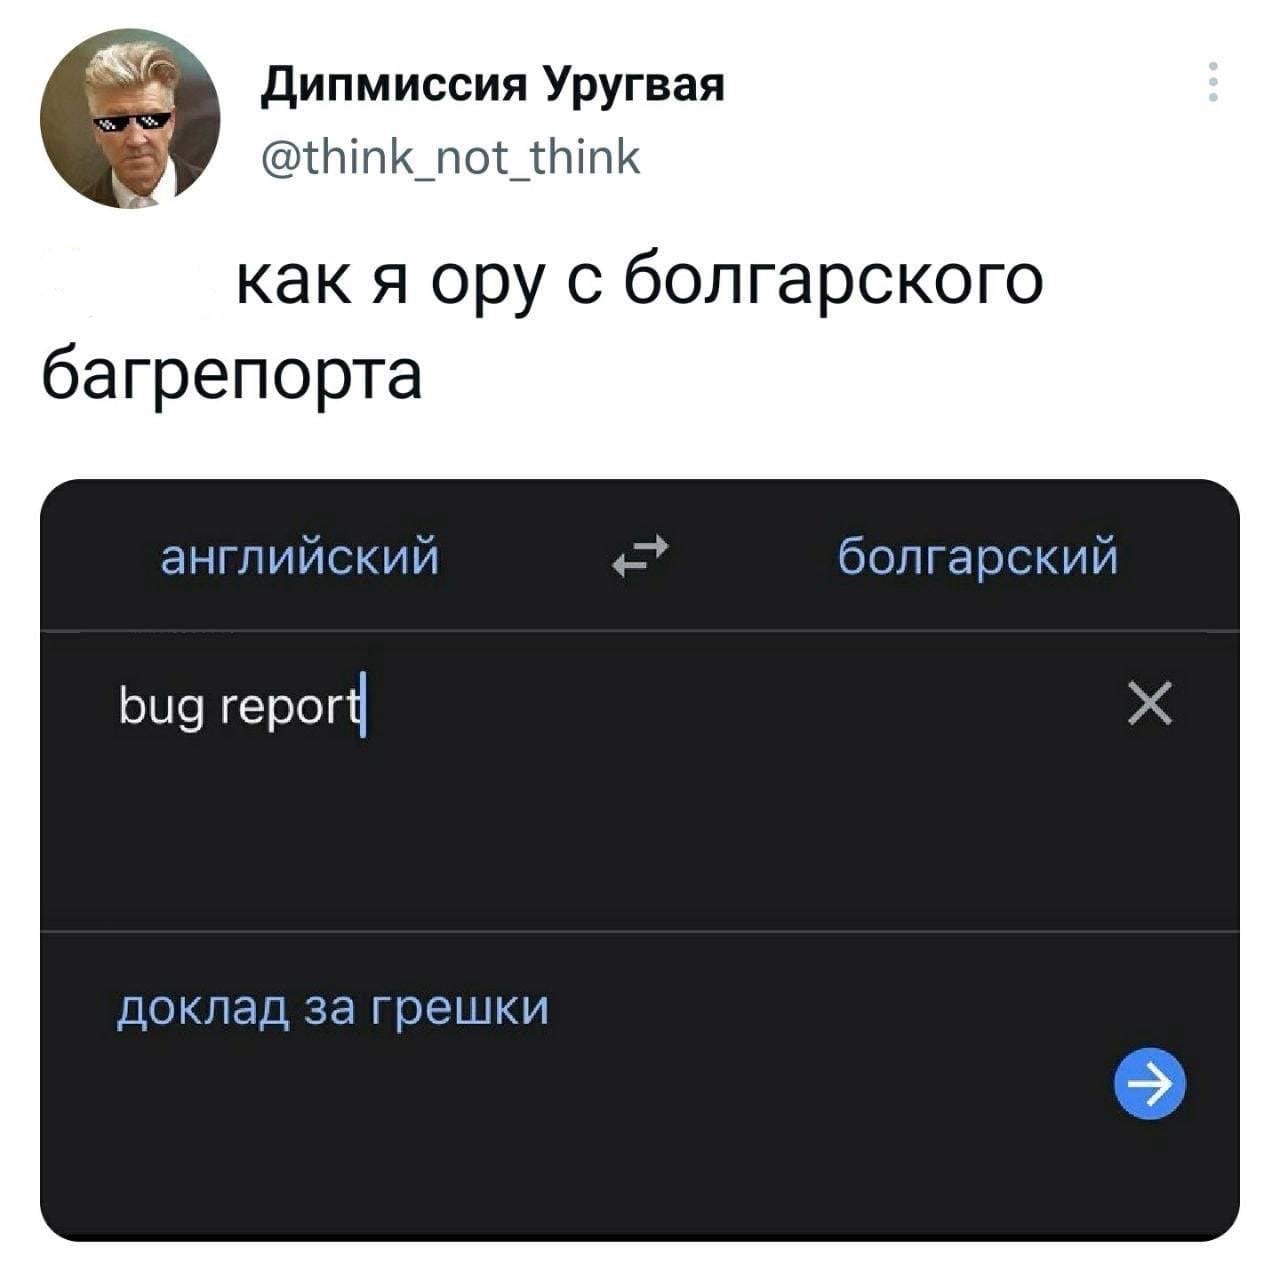 Дипмиссия Уругвая
@think_not_think
как я ору с болгарского
багрепорта
английский
болгарский
bug report
доклад за грешки